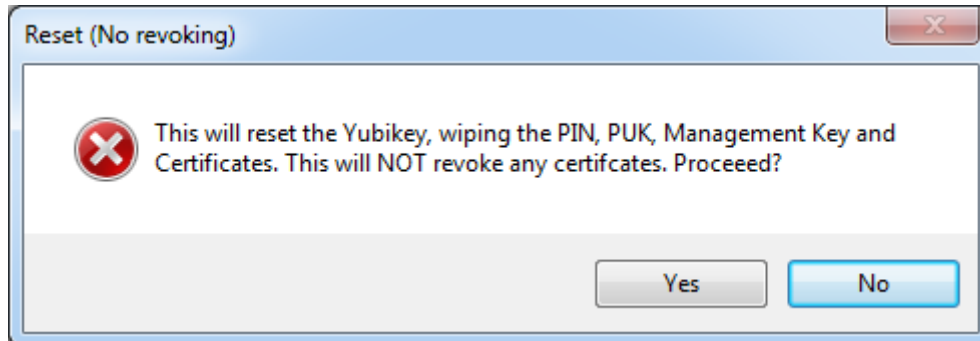 Reset (No revoking)
This will reset the Yubikey, wiping the PIN, PUK, Management Key and
Certificates. This will NOT revoke any certifcates. Proceeed?
Yes
No